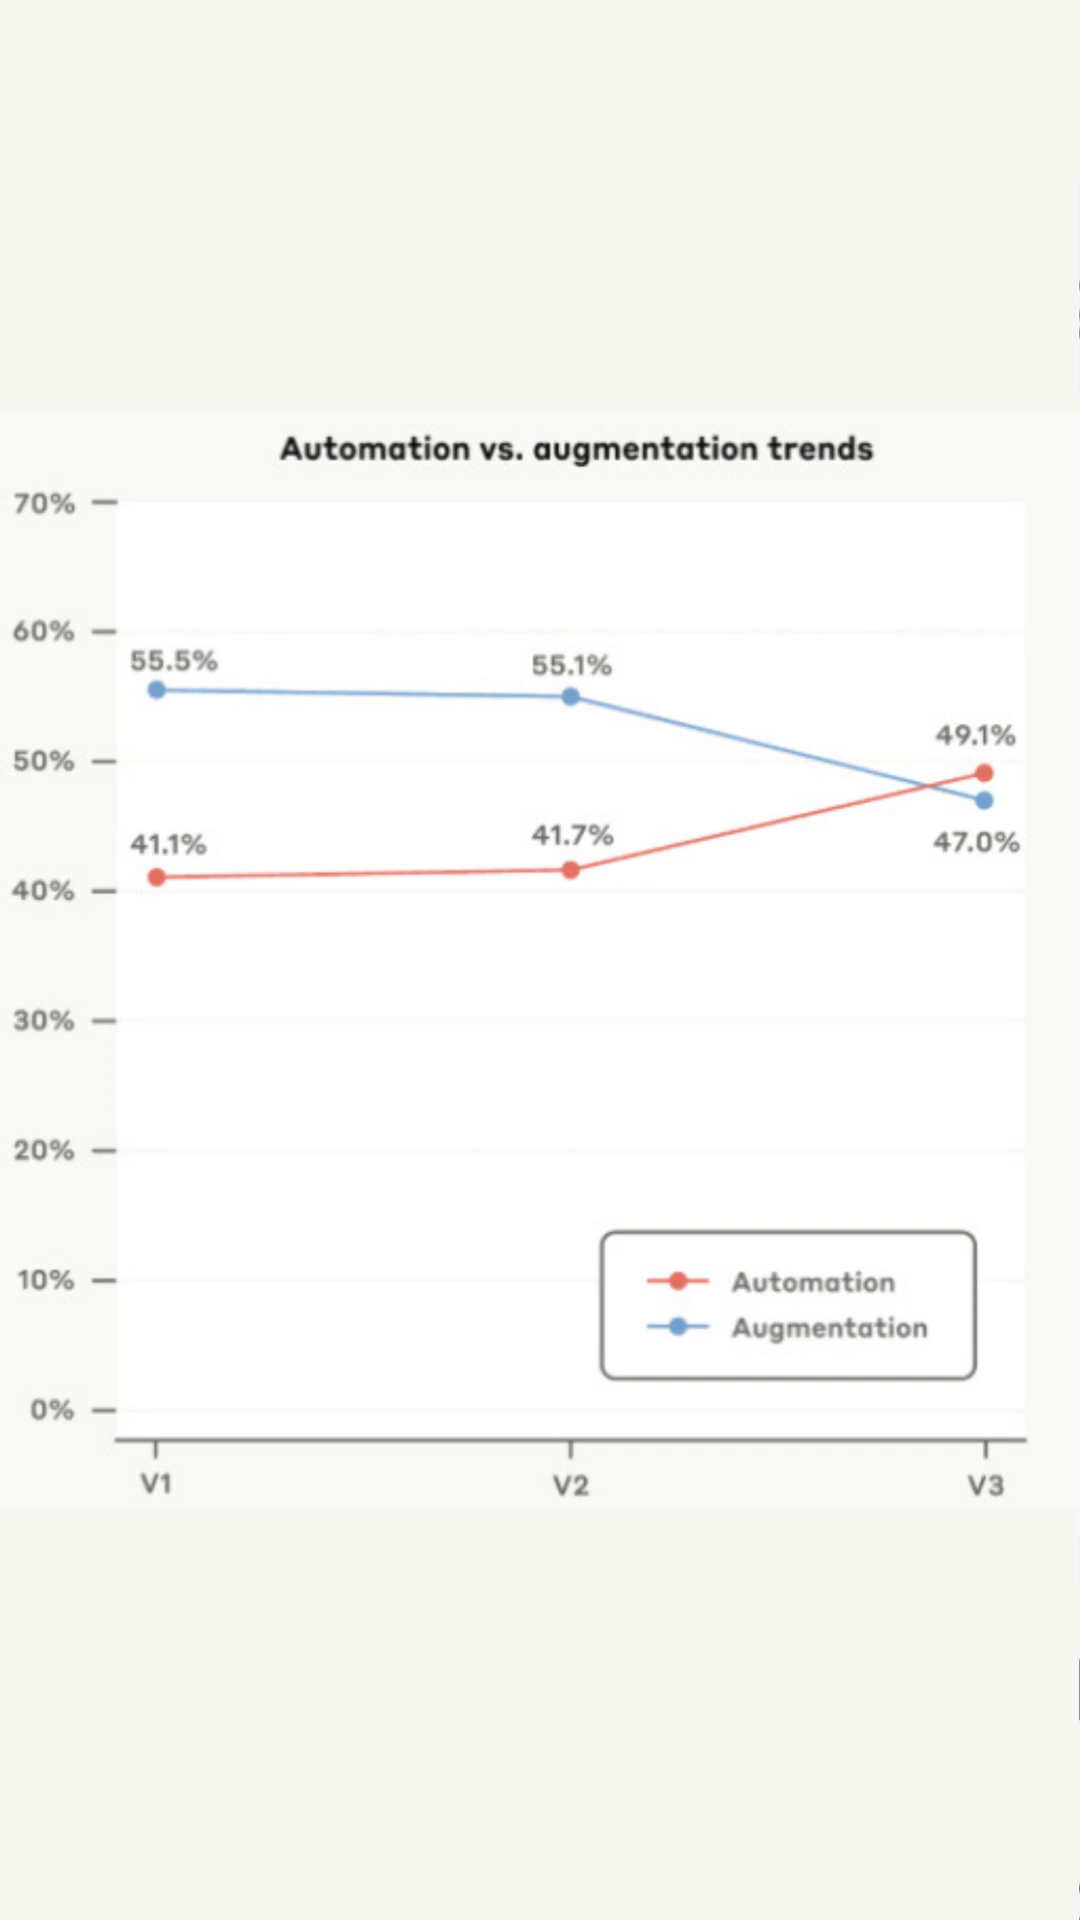 Automation vs. augmentation trends
70%
60%
55.5%
55.1%
49.1%
50%
47.0%
41.1%
41.7%
40%
30%
20%
10%
Automation
Augmentation
0%
V1
V2
V3